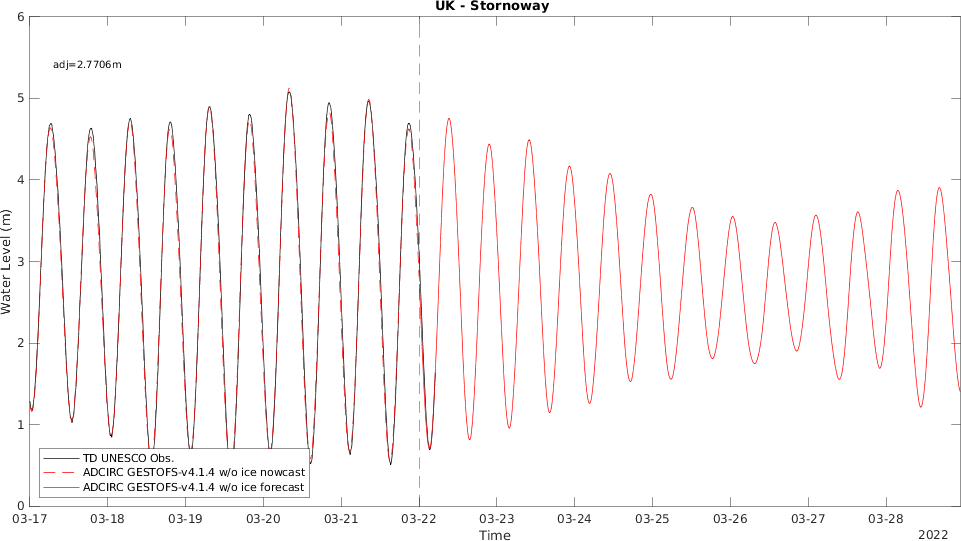 UK - Stornoway
6
adj=2.7706m
5
4
3
2
1
0
Water Level (m)
TD UNESCO Obs.
ADCIRC GESTOFS-v4.1.4 w/o ice nowcast
ADCIRC GESTOFS-v4.1.4 w/o ice forecast
03-17 03-18 03-19 03-20 03-21 03-22 03-23 03-24 03-25 03-26 03-27 03-28
Time
2022